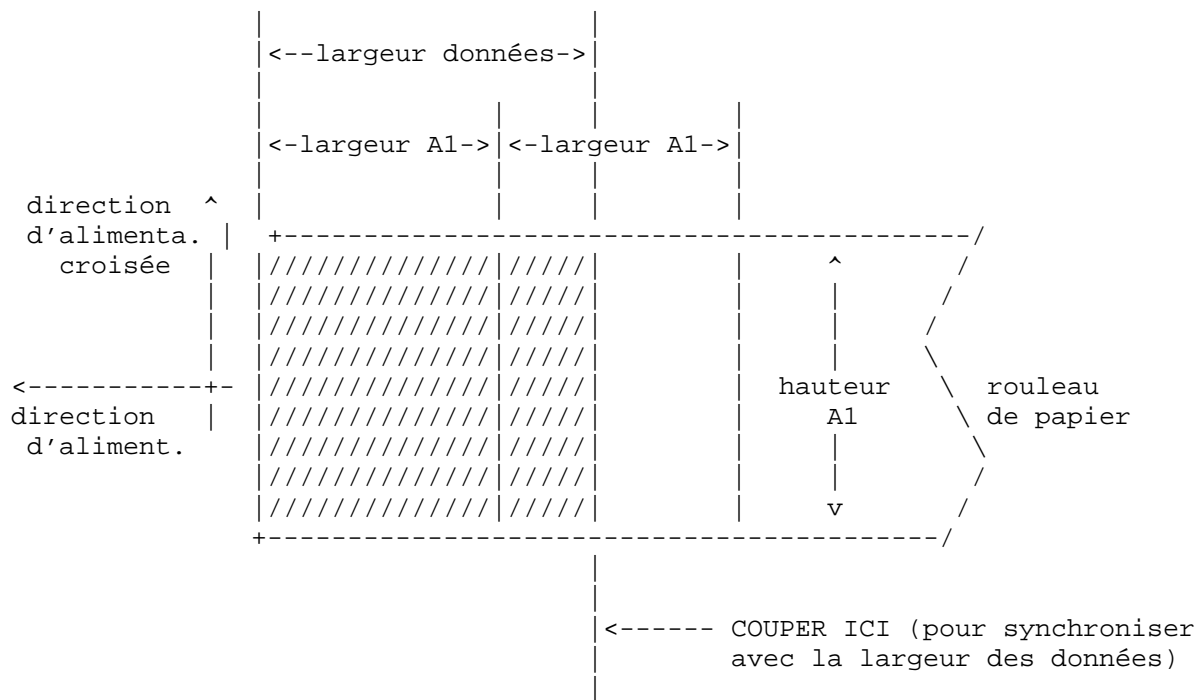 <--largeur données->
<-largeur A1-> <-largeur A1->
direction ^
d'alimenta.
croisée ^
<-----------+-
hauteur rouleau
direction A1 de papier
d'aliment.
v
<------ COUPER ICI (pour synchroniser
avec la largeur des données)